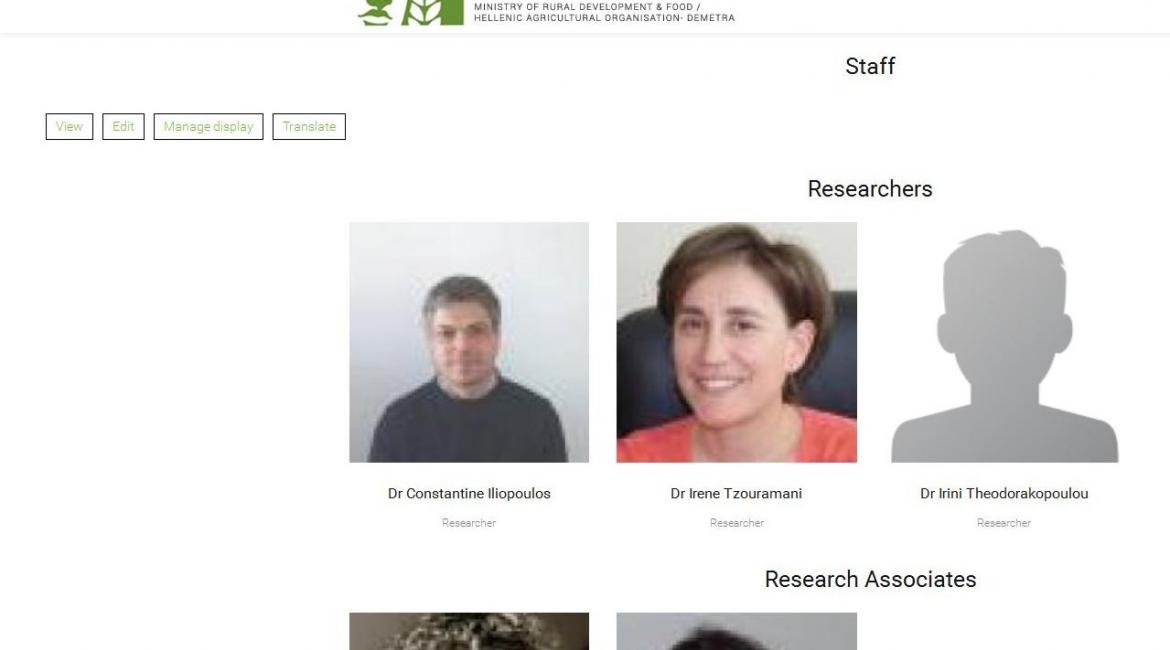 MINISTRY OF RURAL DEVELOPMENT & FOOD /
HELLENIC AGRICULTURAL ORGANISATION- DEMETRA
Staff
View Edit Manage display Translate
Researchers
Dr Constantine Iliopoulos Dr Irene Tzouramani Dr Irini Theodorakopoulou
Researcher Researcher Researcher
Research Associates